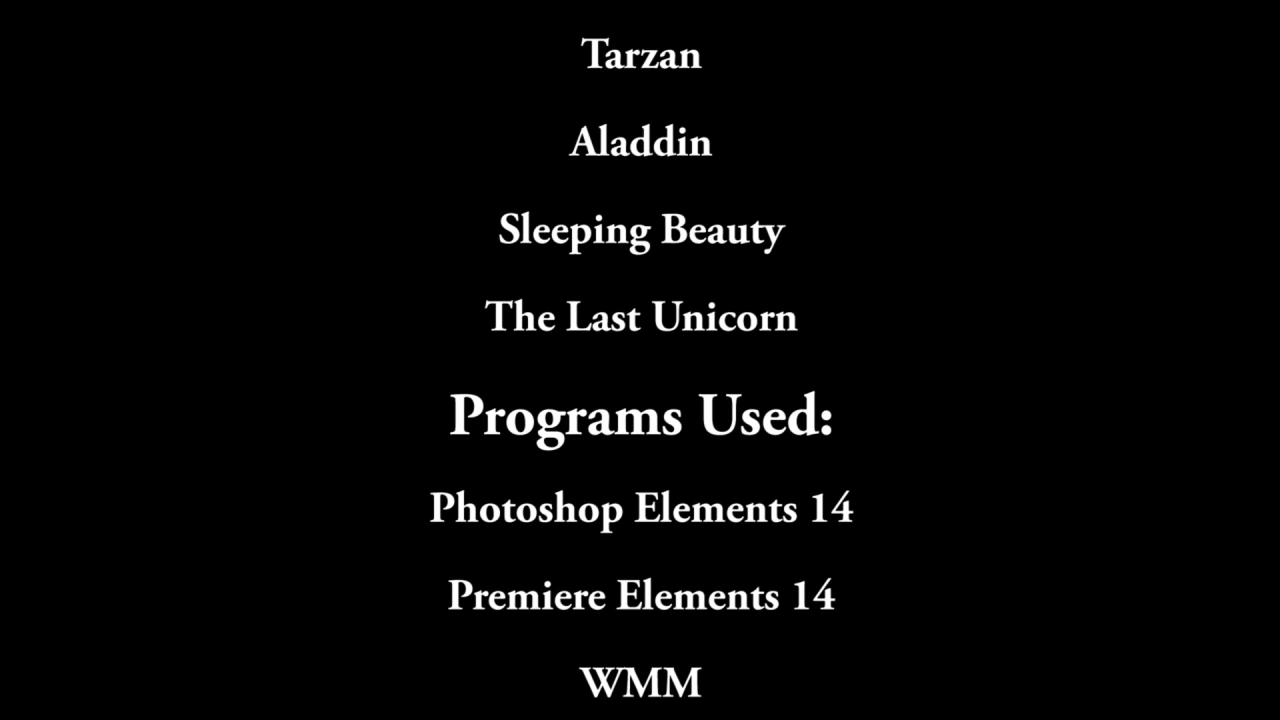 Tarzan
Aladdin
Sleeping Beauty
The Last Unicorn
Programs Used:
Photoshop Elements 14
Premiere Elements 14
WMM